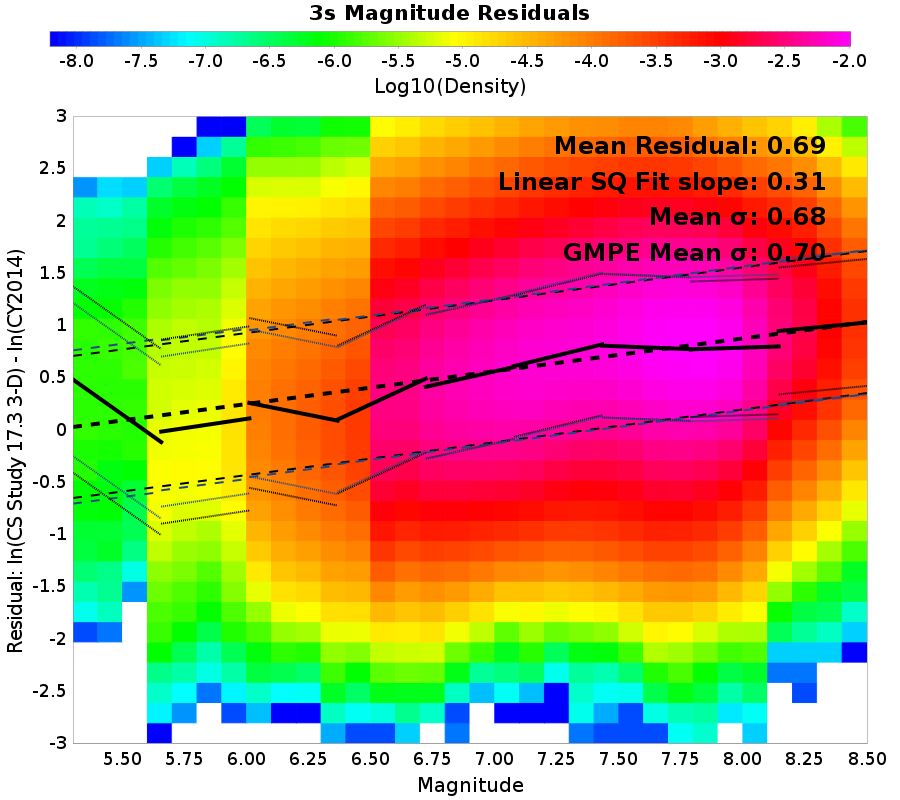 3s Magnitude Residuals
-8.0 -7.5 -7.0 -6.5 -6.0 -5.5 -5.0 -4.5 -4.0 -3.5 -3.0 -2.5 -2.0
Log10(Density)
Mean Residual: 0.69
Linear SQ Fit slope: 0.31
Mean σ: 0.68
GMPE Mean σ: 0.70
Residual: ln(CS Study 17.3 3-D) - ln(CY2014)
3
2.5
2
1.5
1
0.5
0
-0.5
-1
-1.5
-2
-2.5
-3
5.50 5.75 6.00 6.25 6.50 6.75 7.00 7.25 7.50 7.75 8.00 8.25 8.50
Magnitude